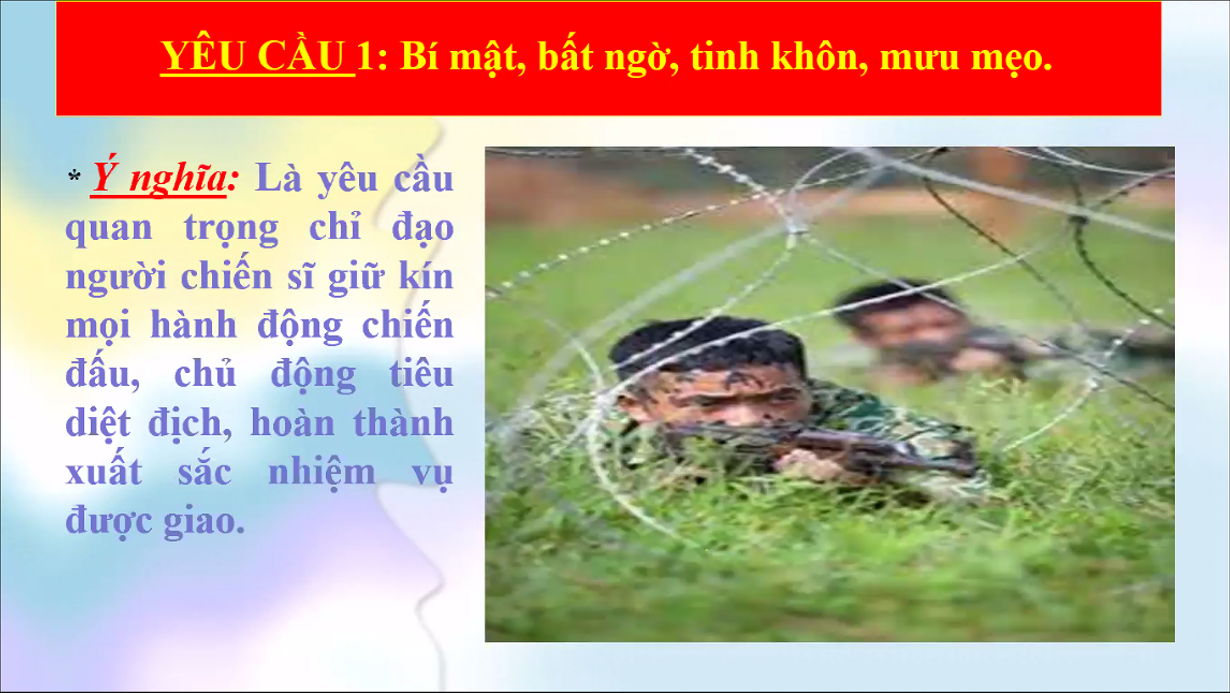 YÊU CẦU 1: Bí mật, bất ngờ, tinh khôn, mưu mẹo.
* Ý nghĩa: Là yêu cầu
quan trọng chỉ đạo
người chiến sĩ giữ kín
mọi hành động chiến
đấu, chủ động tiêu
diệt địch, hoàn thành
xuất sắc nhiệm vụ
được giao.